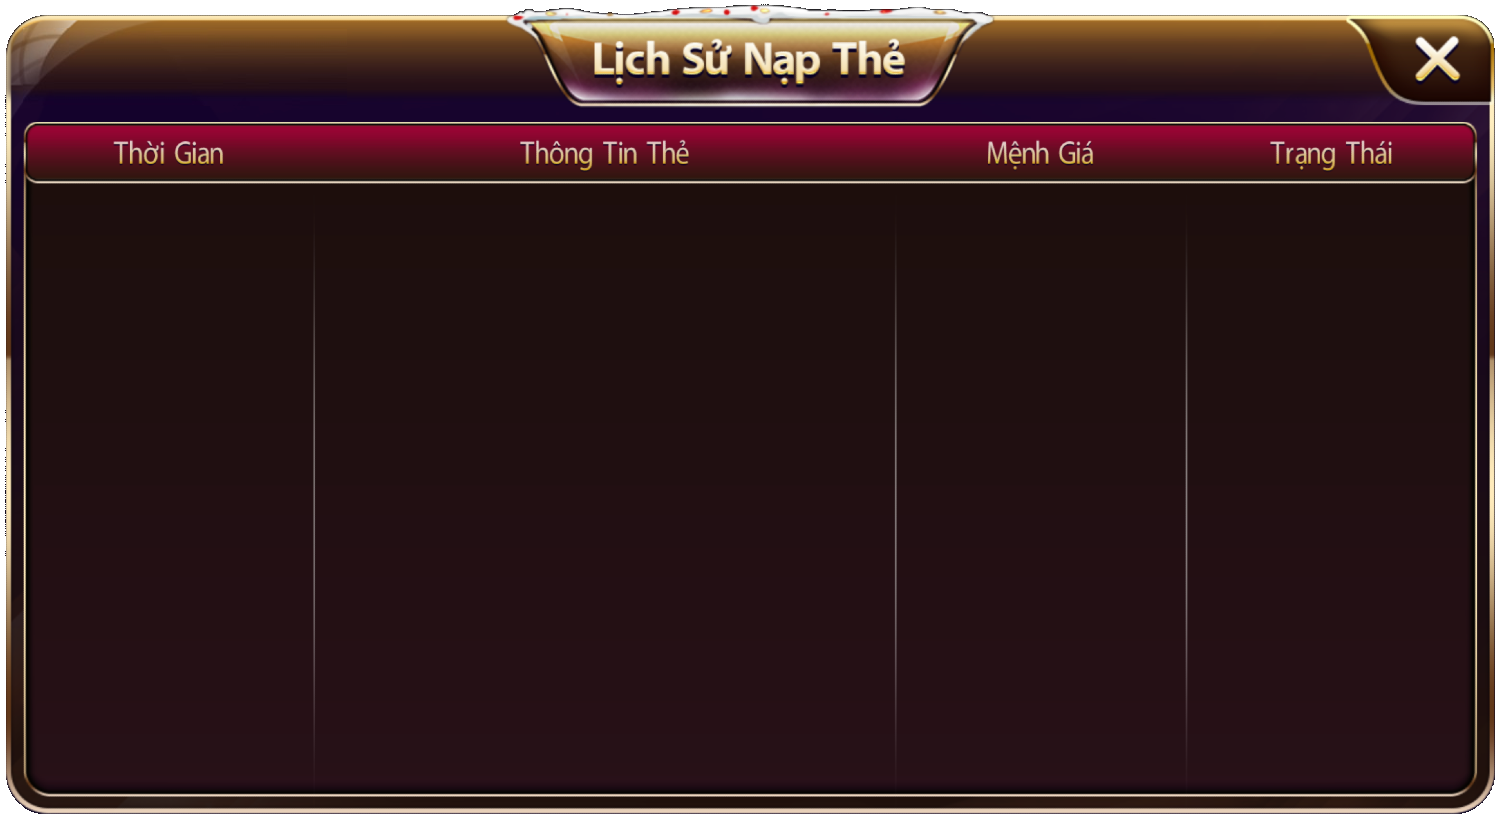 Lịch Sử Nạp Thẻ
Thời Gian Thông Tin Thẻ Mệnh Giá Trạng Thái